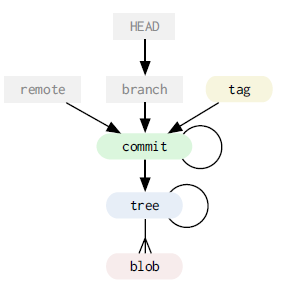 HEAD
remote
branch
tag
commit
tree
blob